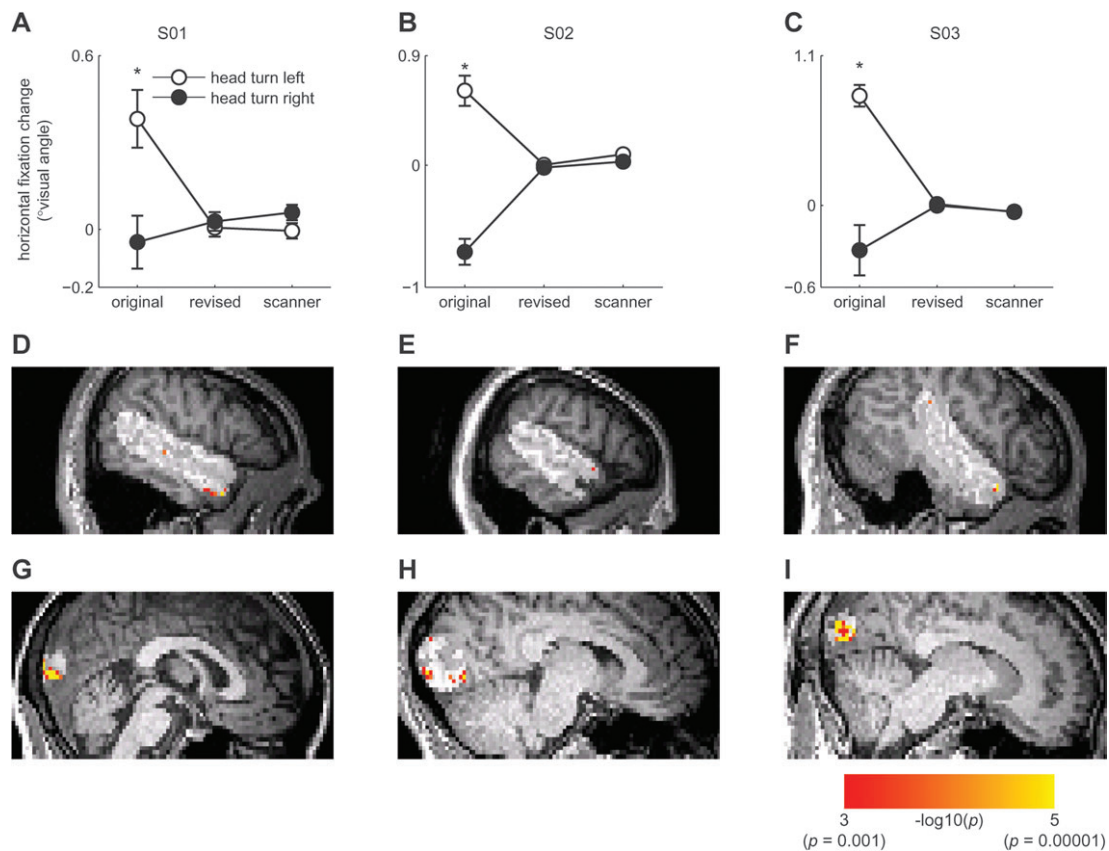 A
S01
B
S02
C
S03
horizontal fixation change
(°visual angle)
0.6
0
−0.2
*
head turn left
head turn right
original
revised
scanner
0.9
0
−1
*
original
revised
scanner
1.1
0
−0.6
*
original
revised
scanner
D
E
F
G
H
I
3
-log10(p)
5
(p = 0.001)
(p = 0.00001)